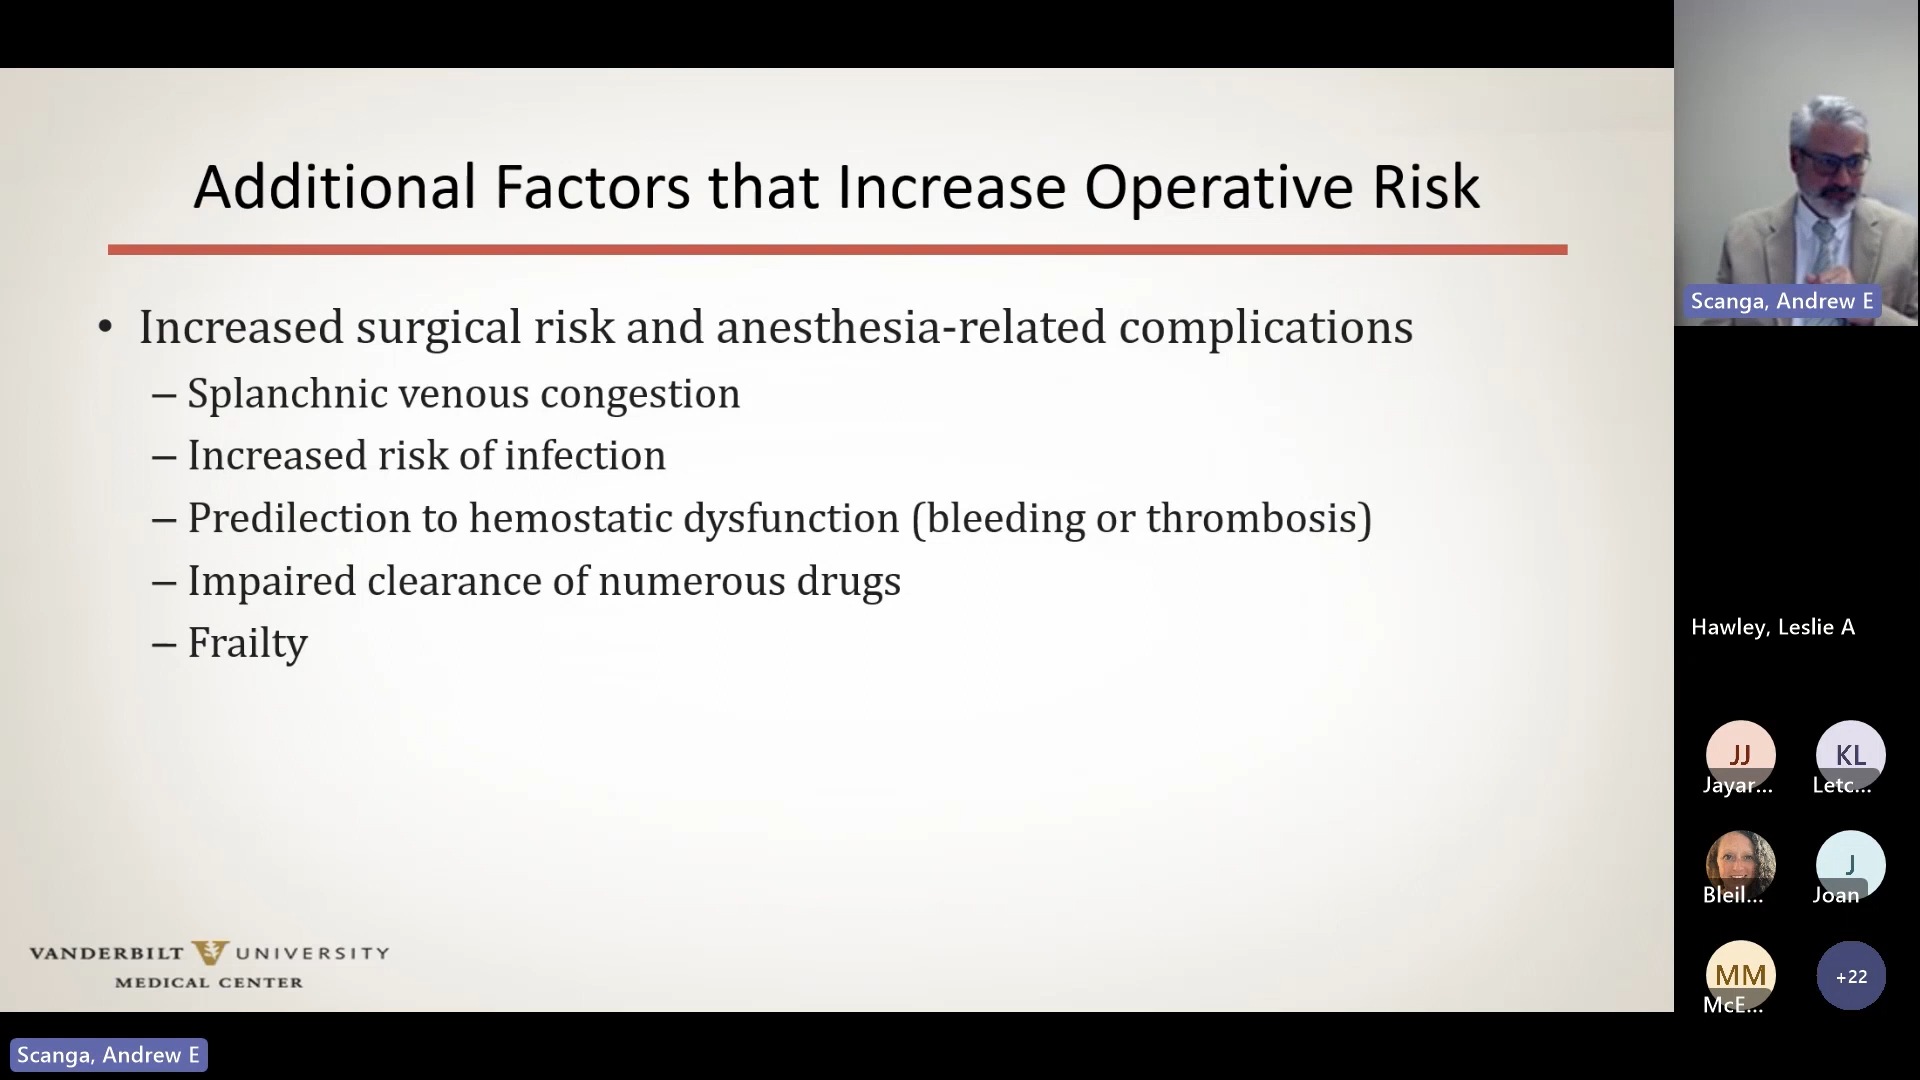 Additional Factors that Increase Operative Risk
• Increased surgical risk and anesthesia-related complications
– Splanchnic venous congestion
– Increased risk of infection
– Predilection to hemostatic dysfunction (bleeding or thrombosis)
– Impaired clearance of numerous drugs
– Frailty
VANDERBILT V UNIVERSITY
MEDICAL CENTER
Scanga, Andrew E
Scanga, Andrew E
Hawley, Leslie A
JJ
Jayar...
KL
Letc...
Bleil...
J
Joan
MM
McE...
+22